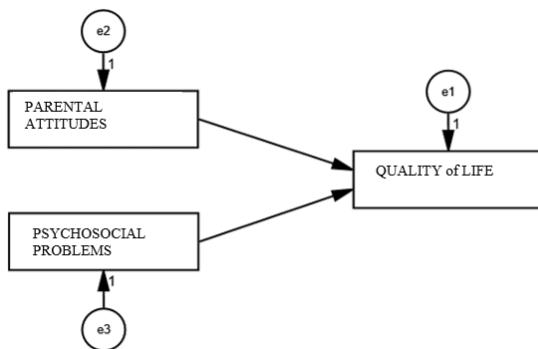 e2
1
PARENTAL
ATTITUDES
e1
1
QUALITY of LIFE
PSYCHOSOCIAL
PROBLEMS
1
e3